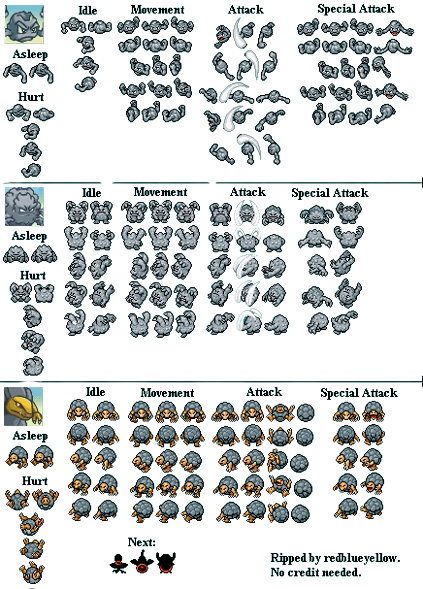 Idle Movement Attack Special Attack
Asleep
Hurt
Idle Movement Attack Special Attack
Asleep
Hurt
Idle Movement Attack Special Attack
Asleep
Hurt
Next:
Ripped by redblueyellow.
No credit needed.